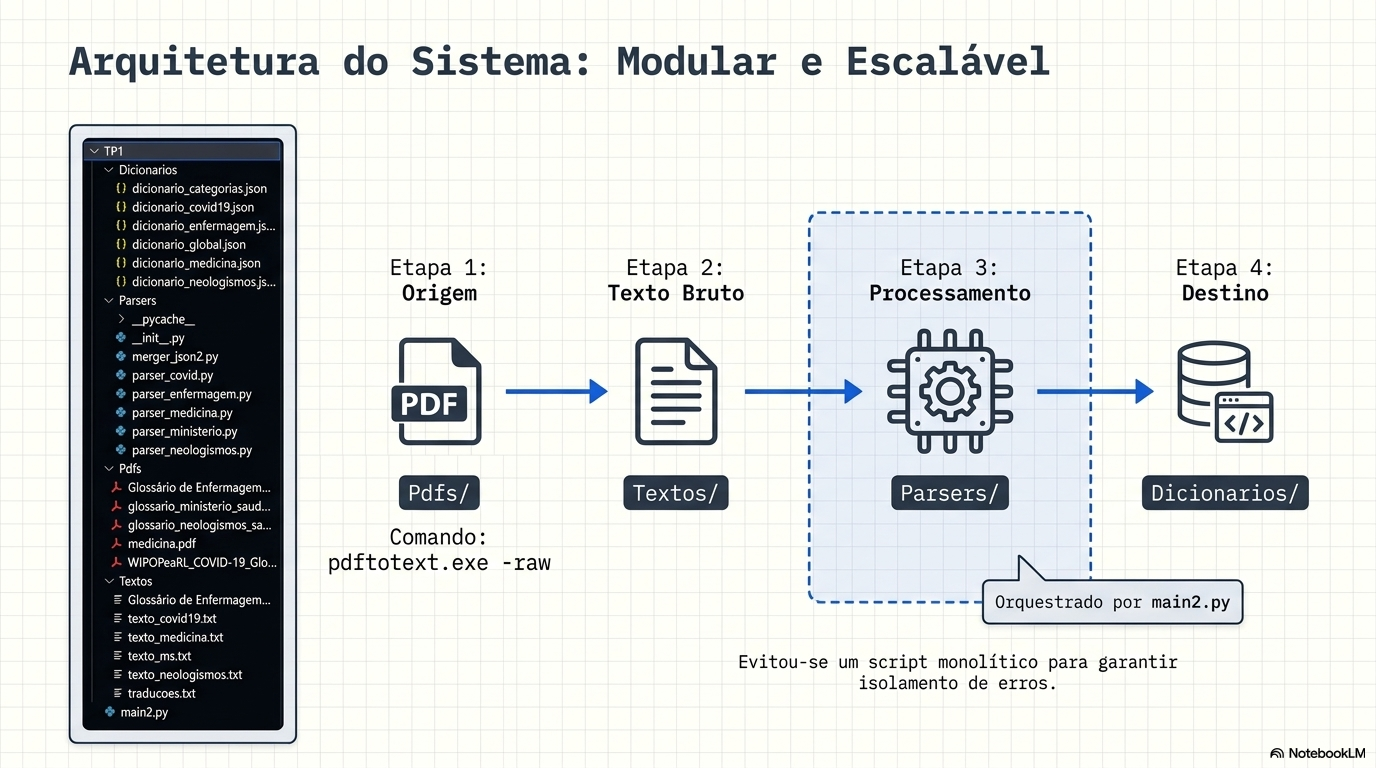 Arquitetura do Sistema: Modular e Escalável
TP1
Dicionarios
{} dicionario_categorias.json
{} dicionario_covid19.json
{} dicionario_enfermagem.js...
{} dicionario_global.json
{} dicionario_medicina.json
{} dicionario_neologismos.js...
Parsers
__pycache__
__init__.py
merger_json2.py
parser_covid.py
parser_enfermagem.py
parser_medicina.py
parser_ministerio.py
parser_neologismos.py
Pdfs
Glossário de Enfermagem...
glossario_ministerio_saud...
glossario_neologismos_sa...
medicina.pdf
WIPOPeaRL_COVID-19_Glo...
Textos
Glossário de Enfermagem...
texto_covid19.txt
texto_medicina.txt
texto_ms.txt
texto_neologismos.txt
traducoes.txt
main2.py
Etapa 1:
Origem
PDF
Pdfs/
Comando:
pdftotext.exe -raw
Etapa 2:
Texto Bruto
Textos/
Etapa 3:
Processamento
Parsers/
Orquestrado por main2.py
Etapa 4:
Destino
</>
Dicionarios/
Evitou-se um script monolítico para garantir
isolamento de erros.
NotebookLM